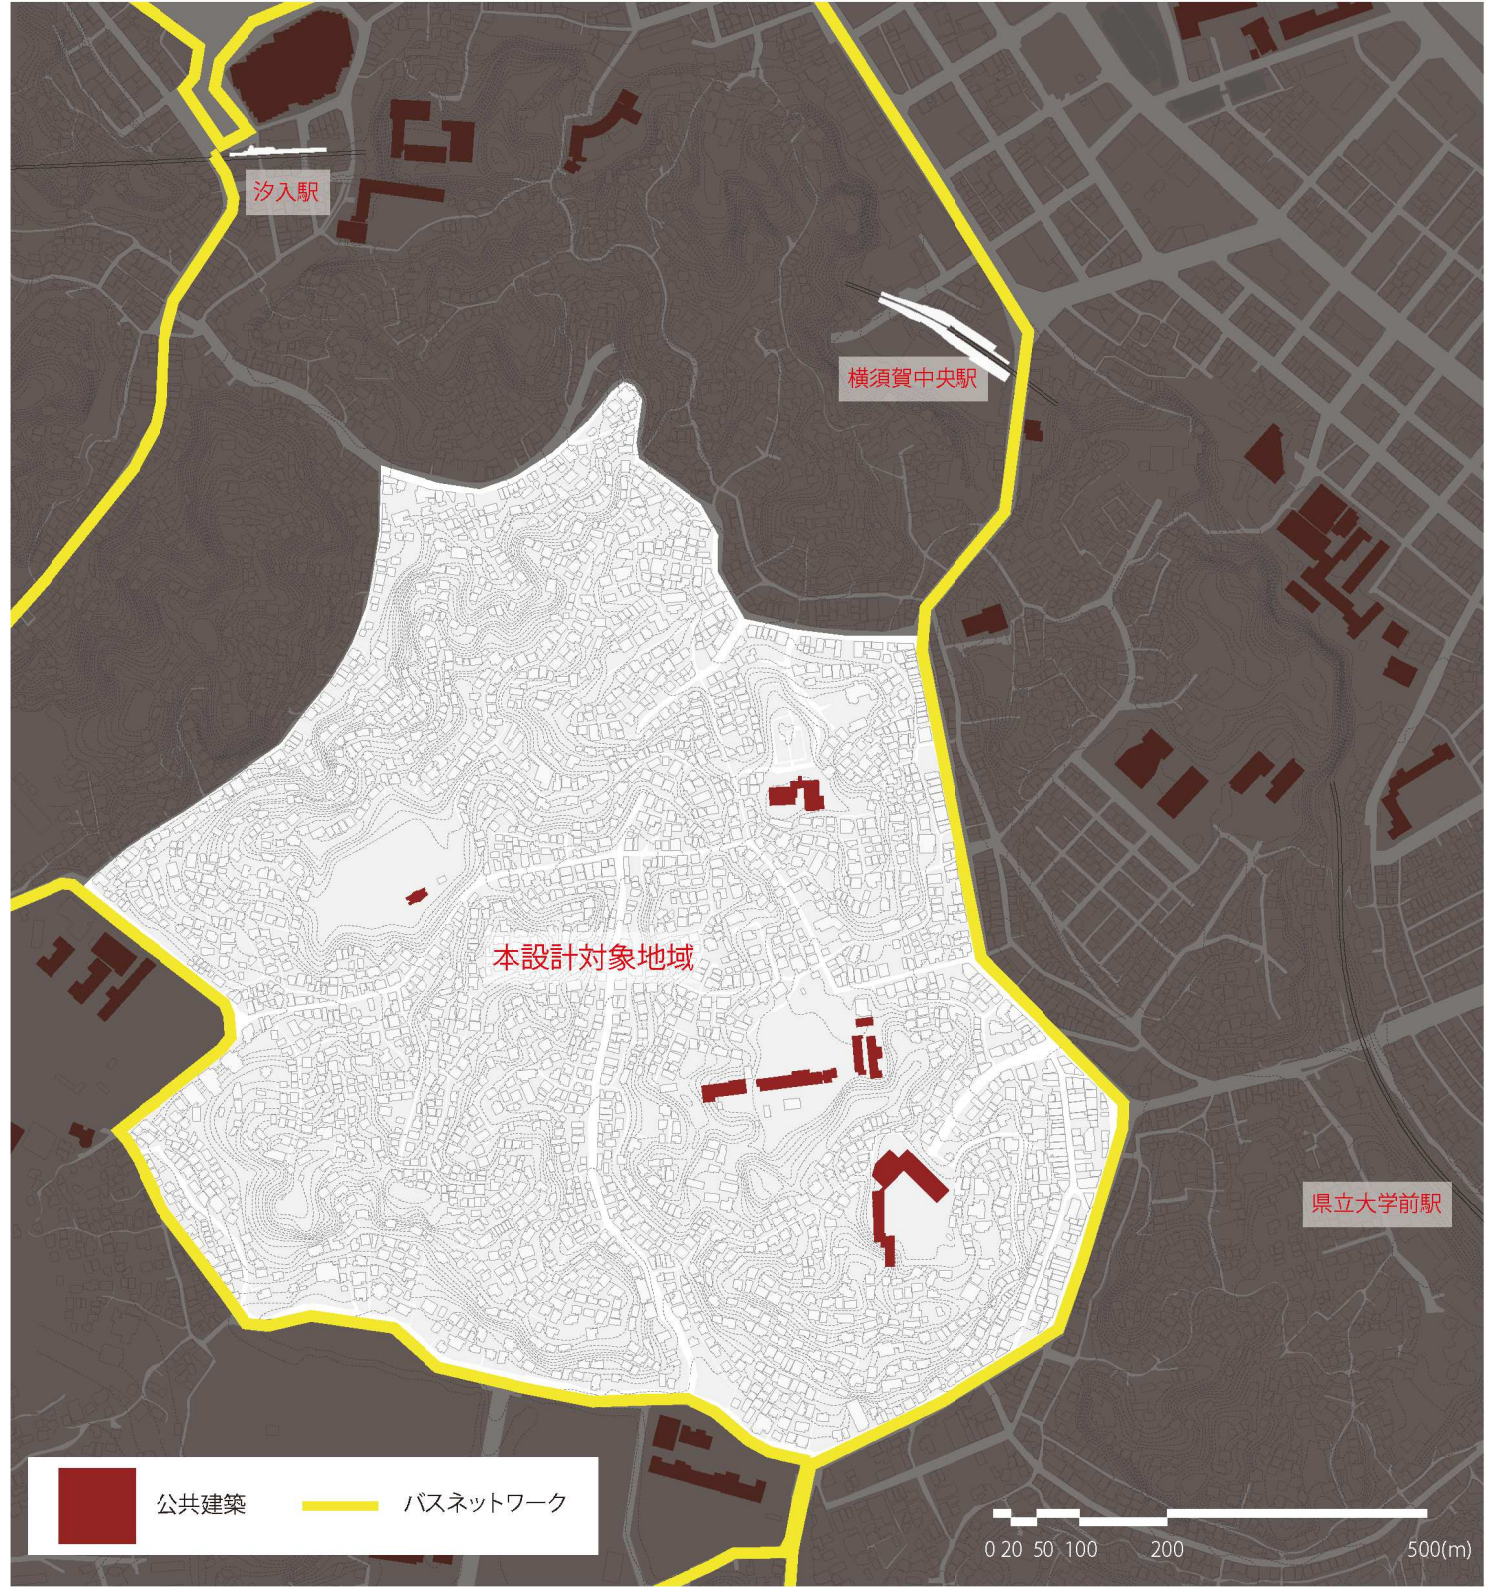 汐入駅
横須賀中央駅
本設計対象地域
県立大学前駅
公共建築
バスネットワーク
0 20 50 100 200 500(m)